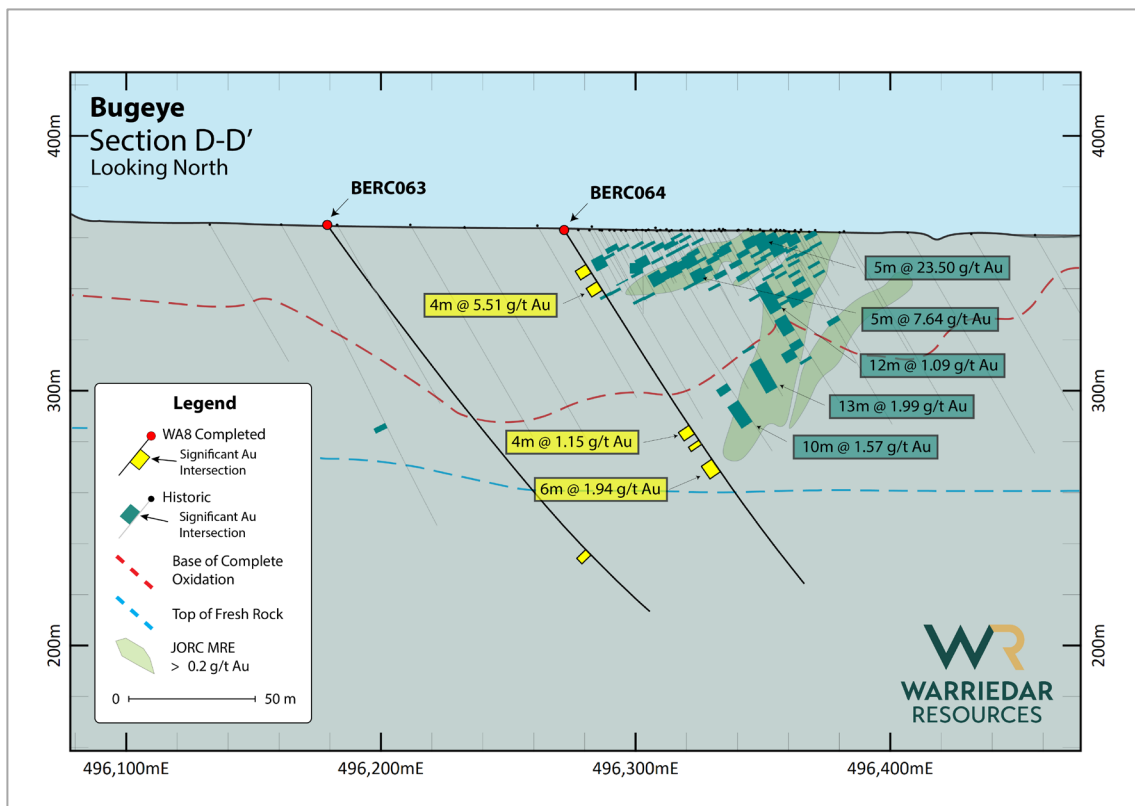 Bugeye
Section D-D’
Looking North
400m
400m
300m
300m
200m
200m
BERC063
BERC064
4m @ 5.51 g/t Au
4m @ 1.15 g/t Au
6m @ 1.94 g/t Au
5m @ 23.50 g/t Au
5m @ 7.64 g/t Au
12m @ 1.09 g/t Au
13m @ 1.99 g/t Au
10m @ 1.57 g/t Au
Legend
WA8 Completed
Significant Au
Intersection
Historic
Significant Au
Intersection
Base of Complete
Oxidation
Top of Fresh Rock
JORC MRE
> 0.2 g/t Au
0 50 m
WR
WARRIEDAR
RESOURCES
496,100mE
496,200mE
496,300mE
496,400mE